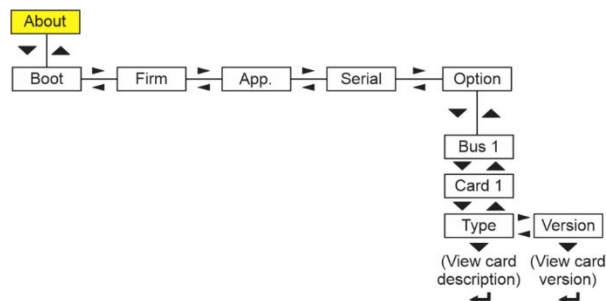 About
Boot Firm App. Serial Option
Bus 1
Card 1
Type Version
(View card (View card
description) version)